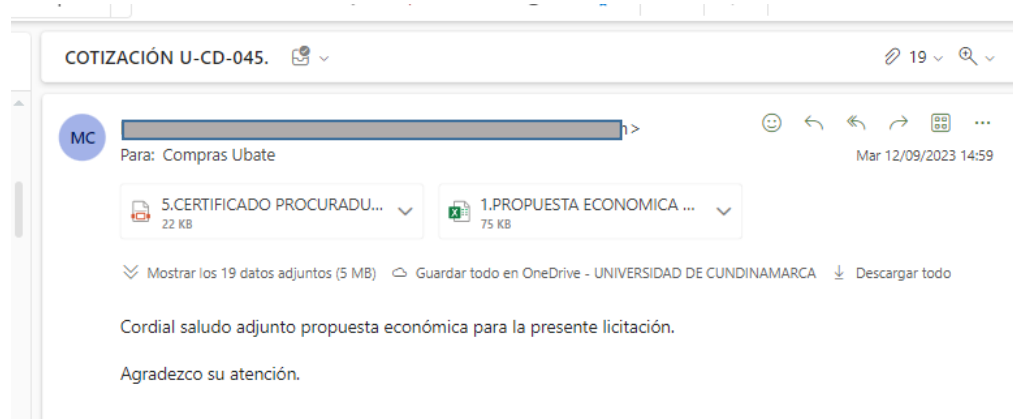 COTIZACIÓN U-CD-045.
19
MC
>
Para: Compras Ubate
Mar 12/09/2023 14:59
5.CERTIFICADO PROCURADU...
22 KB
1.PROPUESTA ECONOMICA ...
75 KB
Mostrar los 19 datos adjuntos (5 MB) Guardar todo en OneDrive - UNIVERSIDAD DE CUNDINAMARCA Descargar todo
Cordial saludo adjunto propuesta económica para la presente licitación.
Agradezco su atención.